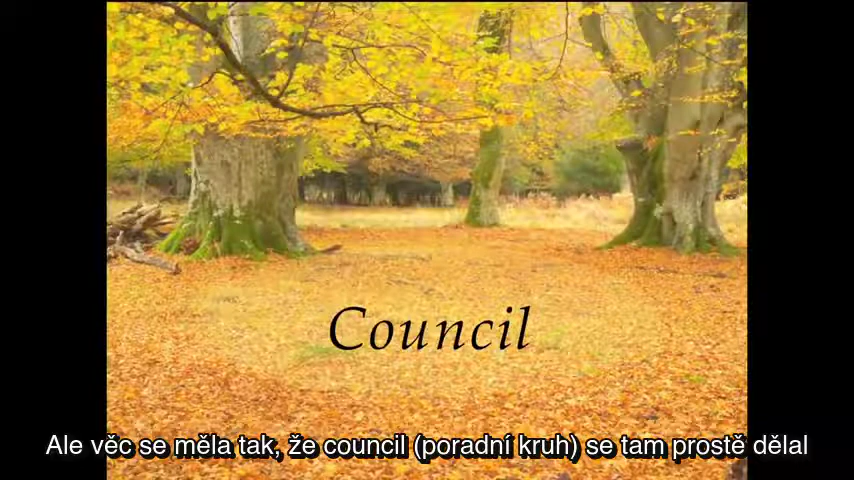 Council
Ale věc se měla tak, že council (poradní kruh) se tam prostě dělal